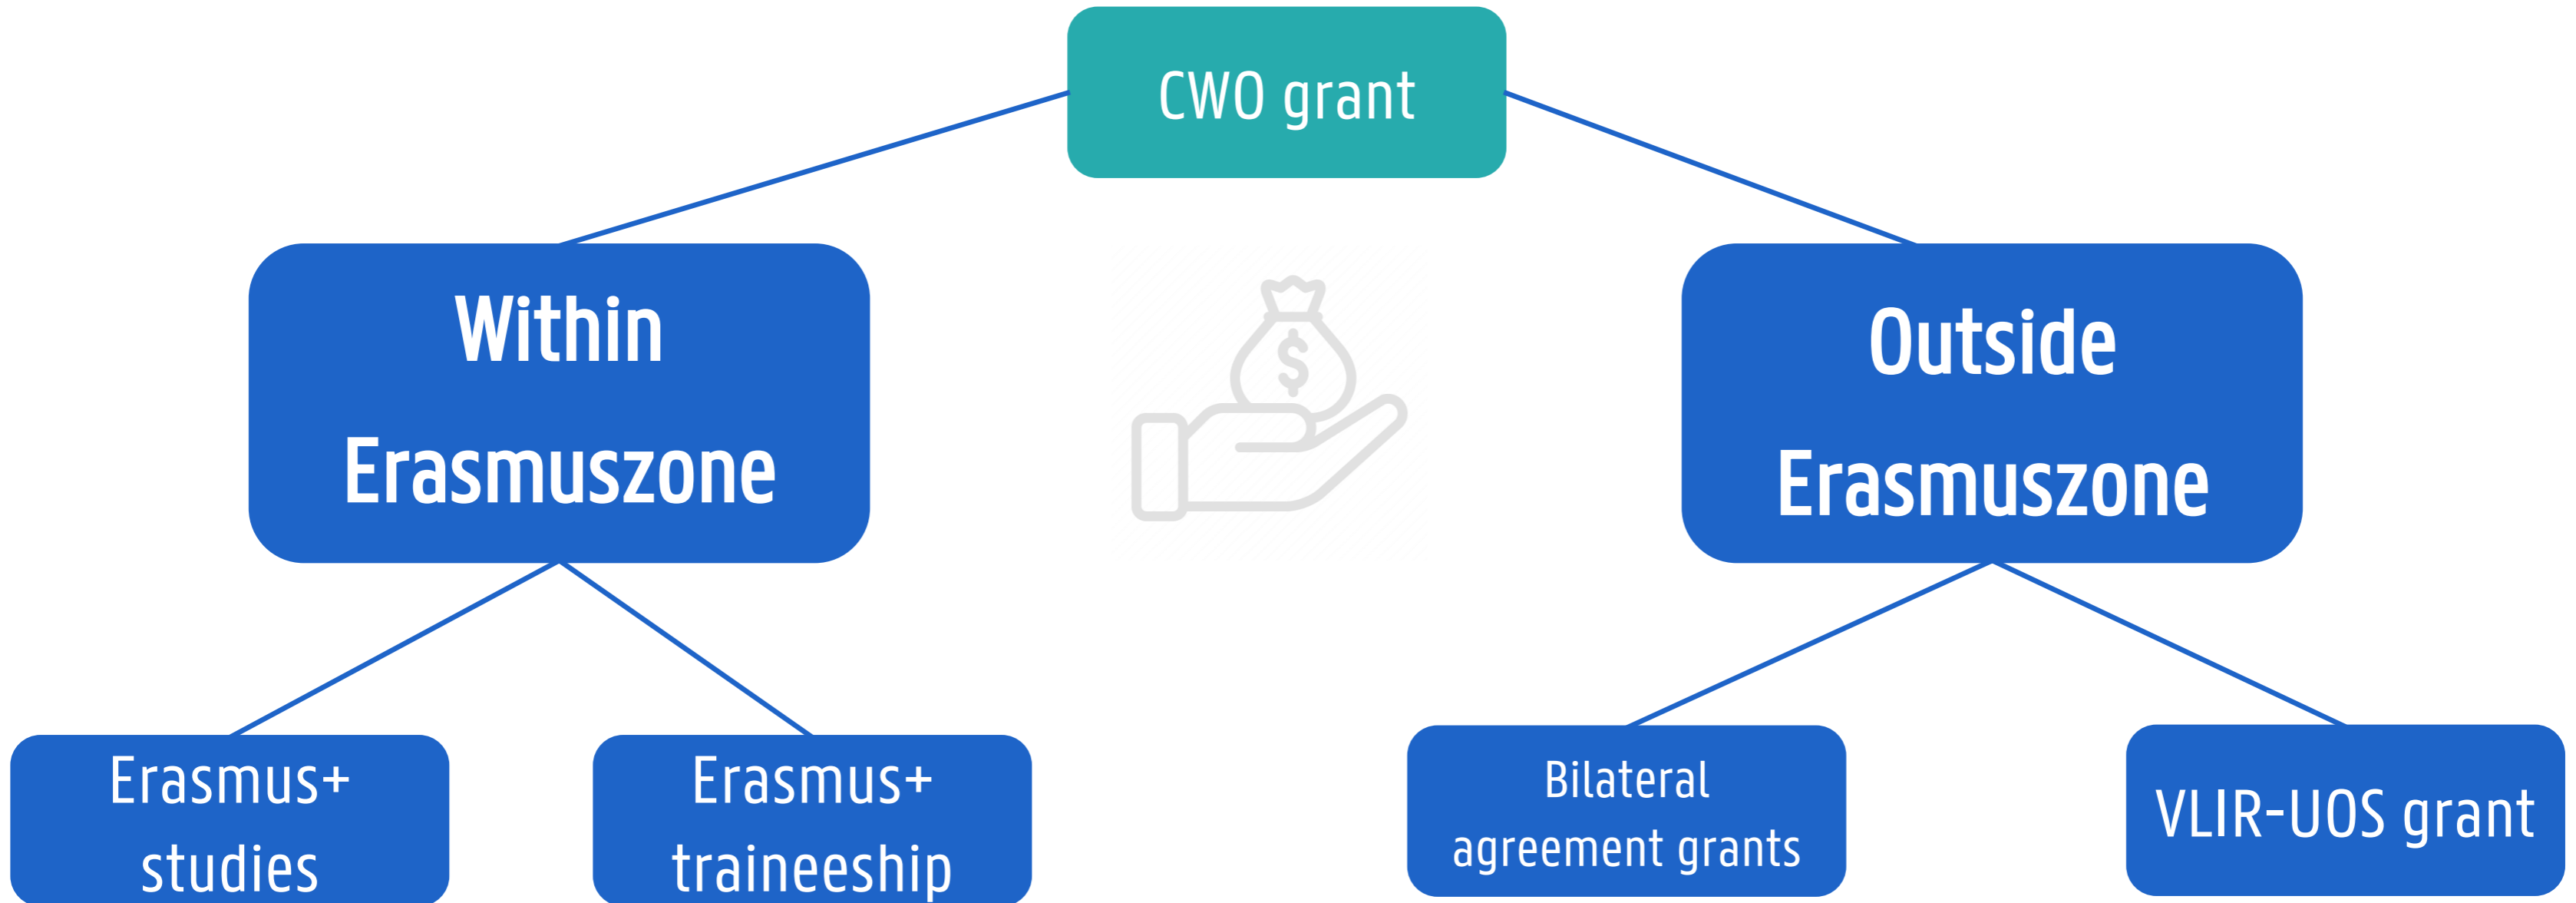 CWO grant
Within
Erasmuszone
Outside
Erasmuszone
Erasmus+
studies
Erasmus+
traineeship
Bilateral
agreement grants
VLIR-UOS grant
$